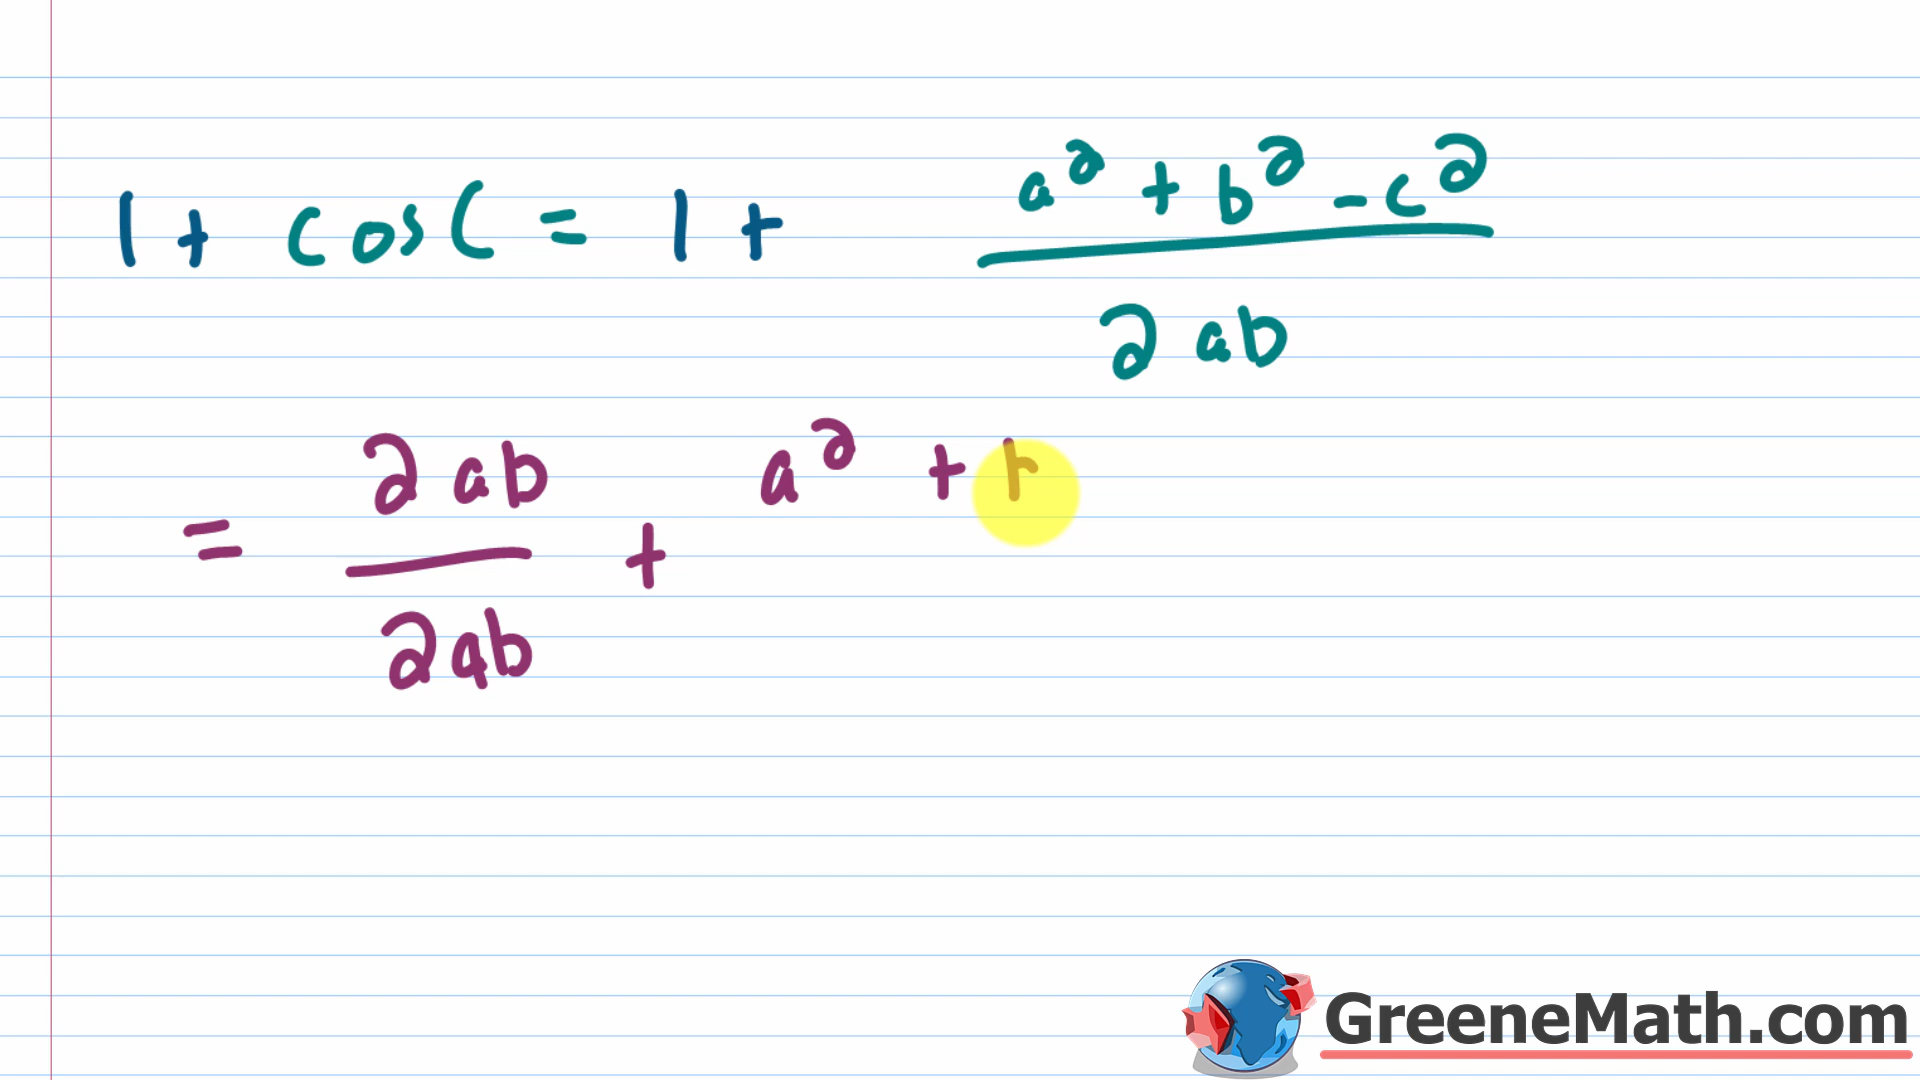 1 + cos C = 1 + (a² + b² - c²) / (2ab)
= 2ab / 2ab + a² +
GreeneMath.com